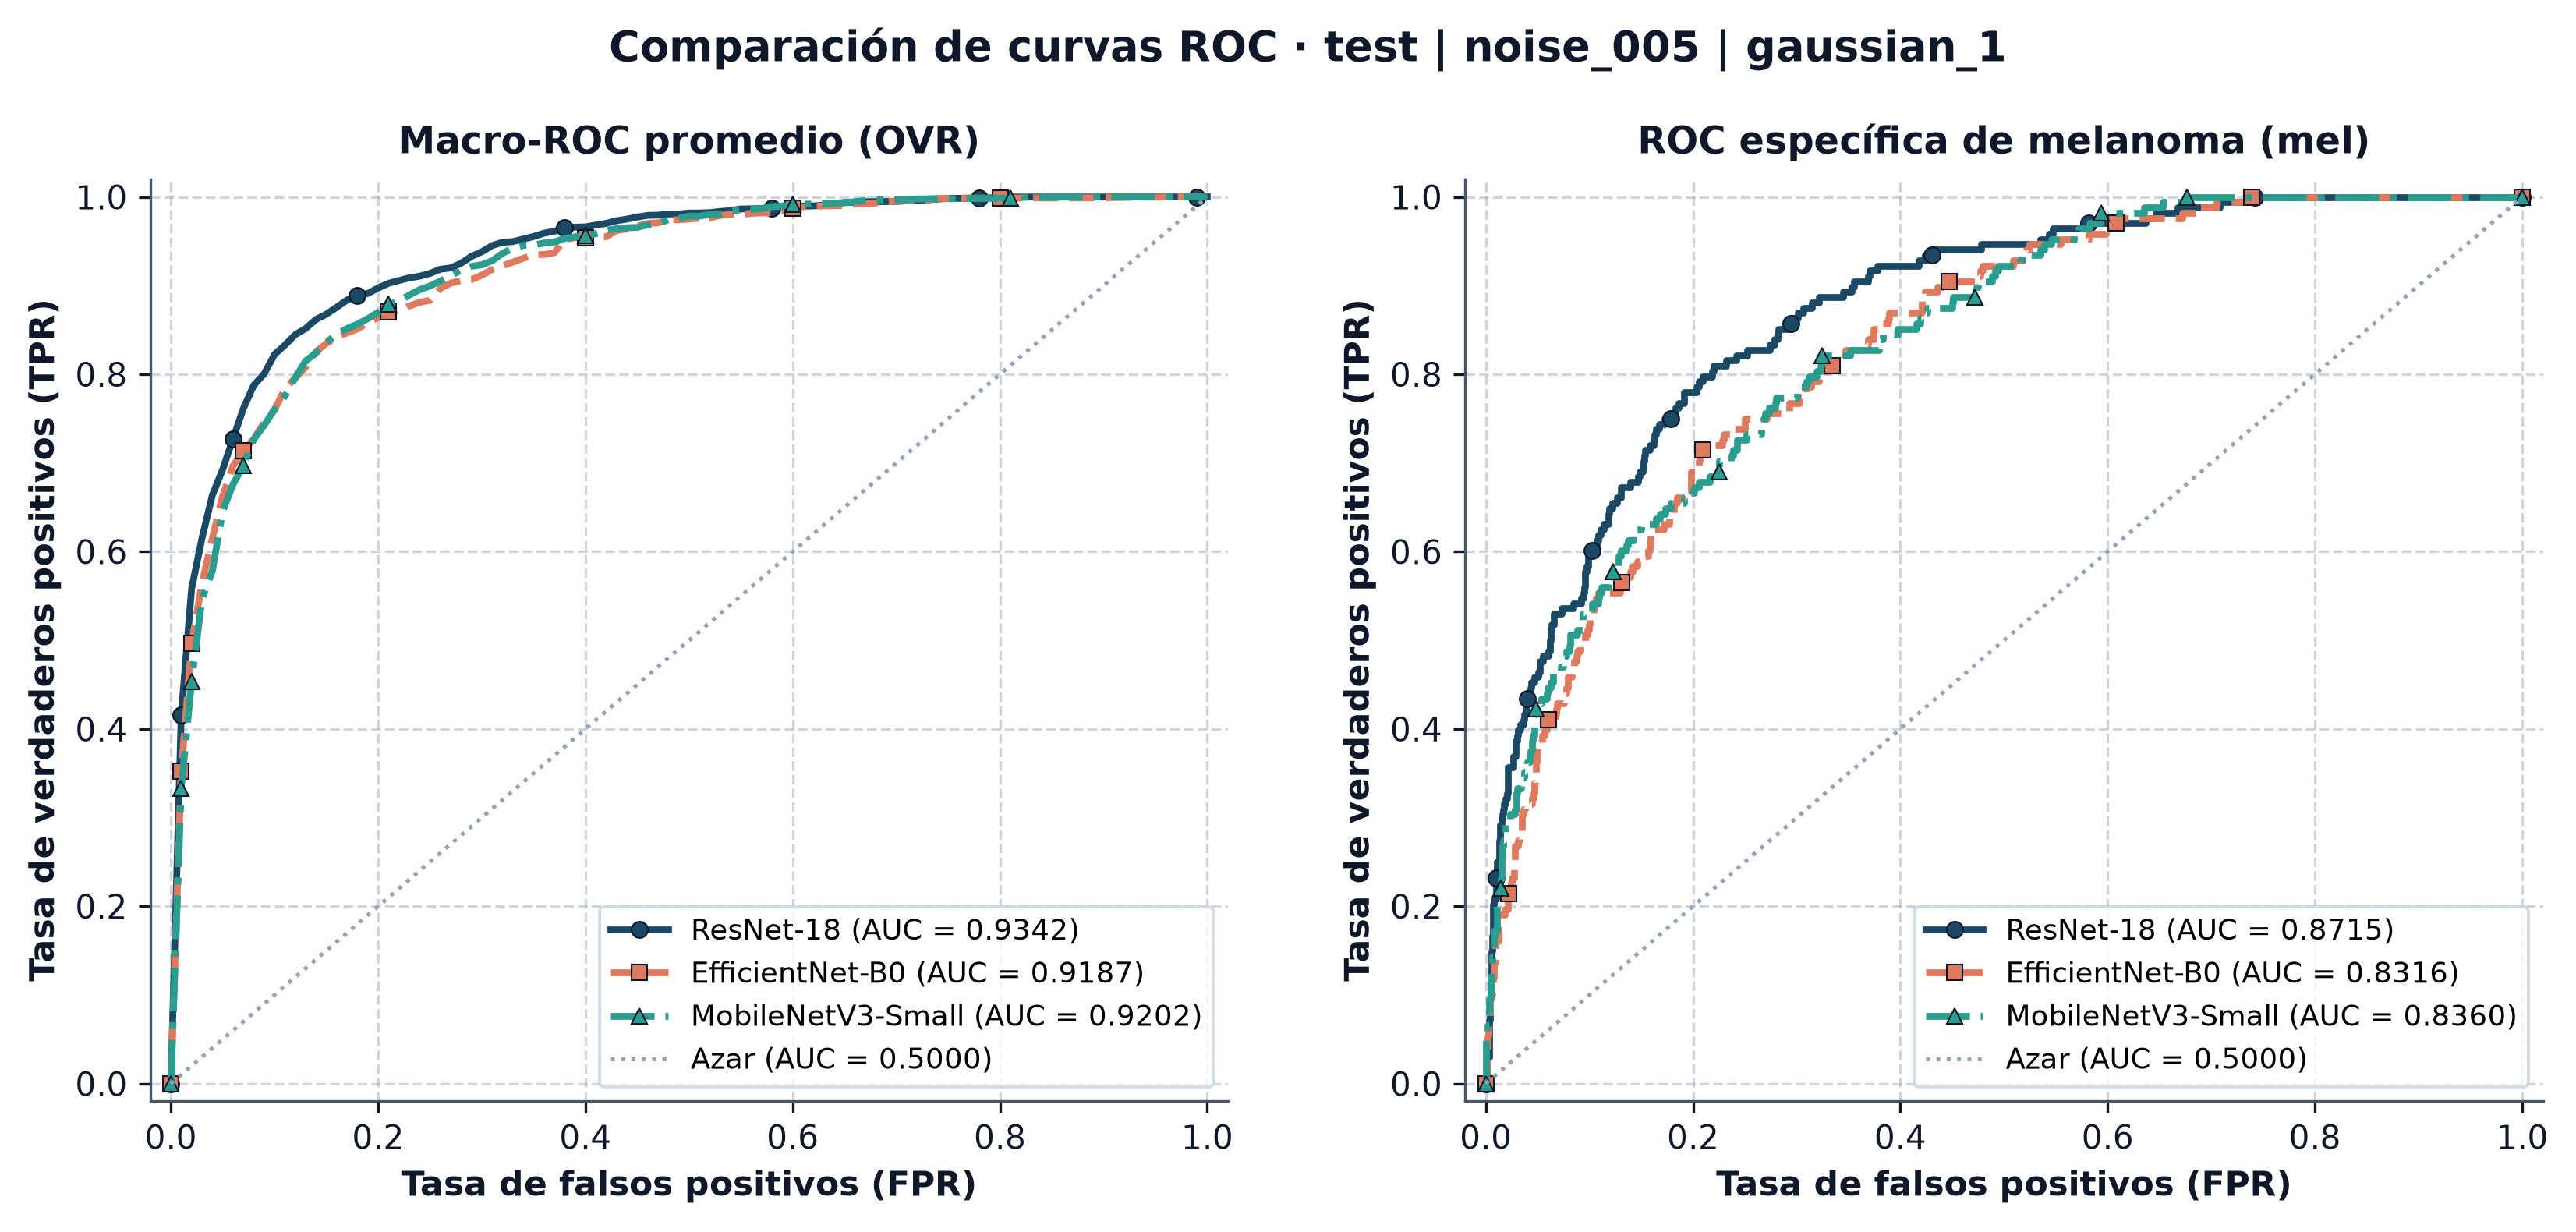 Comparación de curvas ROC · test | noise_005 | gaussian_1
Macro-ROC promedio (OVR)
Tasa de verdaderos positivos (TPR)
1.0
0.8
0.6
0.4
0.2
0.0
ResNet-18 (AUC = 0.9342)
EfficientNet-B0 (AUC = 0.9187)
MobileNetV3-Small (AUC = 0.9202)
Azar (AUC = 0.5000)
0.0 0.2 0.4 0.6 0.8 1.0
Tasa de falsos positivos (FPR)
ROC específica de melanoma (mel)
Tasa de verdaderos positivos (TPR)
1.0
0.8
0.6
0.4
0.2
0.0
ResNet-18 (AUC = 0.8715)
EfficientNet-B0 (AUC = 0.8316)
MobileNetV3-Small (AUC = 0.8360)
Azar (AUC = 0.5000)
0.0 0.2 0.4 0.6 0.8 1.0
Tasa de falsos positivos (FPR)